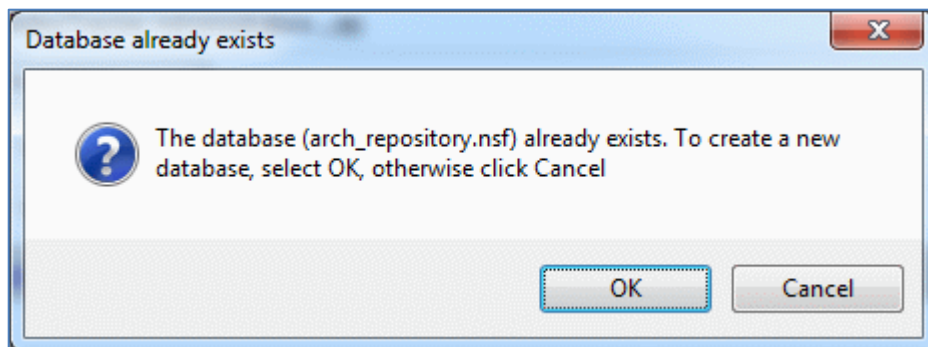 Database already exists
The database (arch_repository.nsf) already exists. To create a new
database, select OK, otherwise click Cancel
OK
Cancel